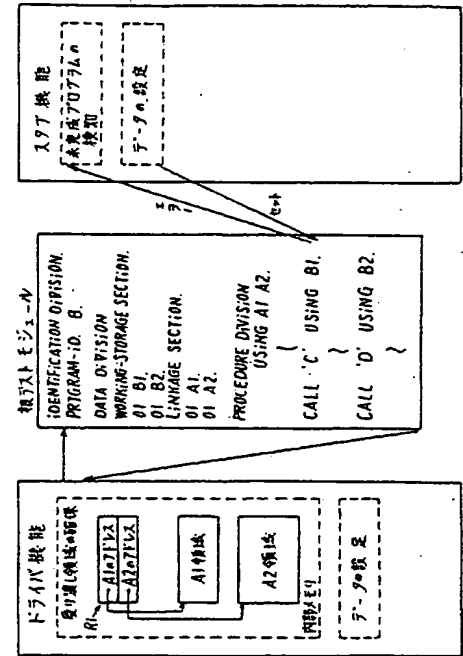 ドライバ機能
受け渡し領域の確保
R1
A1のアドレス
A2のアドレス
A1領域
A2領域
内部メモリ
データの設定
被テストモジュール
IDENTIFICATION DIVISION.
PROGRAM-ID. B.
DATA DIVISION
WORKING-STORAGE SECTION.
01 B1.
01 B2.
LINKAGE SECTION.
01 A1.
01 A2.
PROCEDURE DIVISION
USING A1 A2.
CALL 'C' USING B1.
CALL 'D' USING B2.
エラー
セット
スタブ機能
未完成プログラムの
検知
データの設定